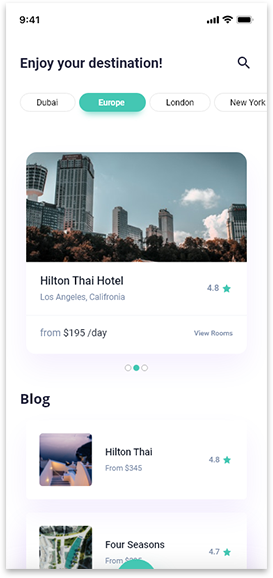 9:41
Enjoy your destination!
Dubai Europe London New York
Hilton Thai Hotel
Los Angeles, Califronia
4.8
from $195 /day
View Rooms
Blog
Hilton Thai
From $345
4.8
Four Seasons
From
4.7